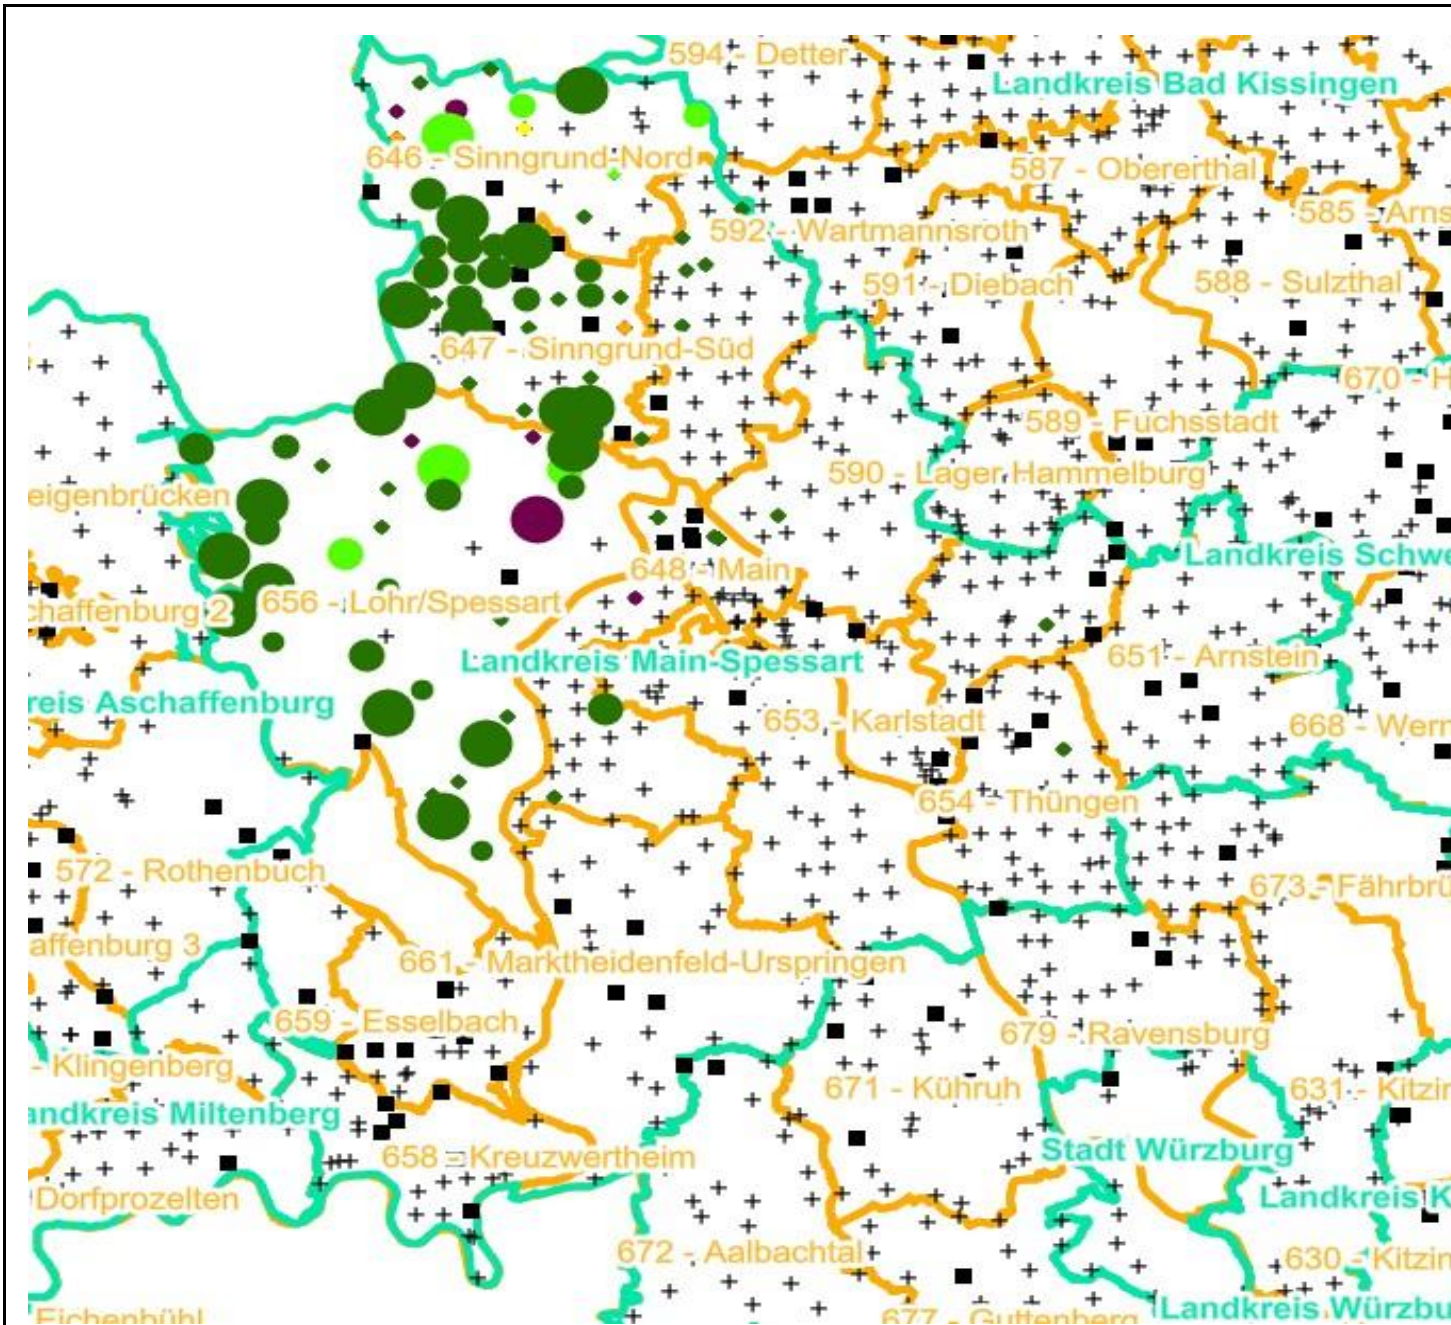 594 - Detter
Landkreis Bad Kissingen
646 - Sinngrund-Nord
587 - Obererthal
585 - Arns
592 - Wartmannsroth
591 - Diebach
588 - Sulzthal
647 - Sinngrund-Süd
670 - H
589 - Fuchsstadt
590 - Lager Hammelburg
eigenbrücken
Landkreis Schwe
648 - Main
chaffenburg 2
656 - Lohr/Spessart
651 - Arnstein
Landkreis Main-Spessart
reis Aschaffenburg
653 - Karlstadt
668 - Wern
654 - Thüngen
572 - Rothenbuch
673 - Fährbrü
affenburg 3
661 - Marktheidenfeld-Urspringen
659 - Esselbach
679 - Ravensburg
- Klingenberg
671 - Kühruh
631 - Kitzin
andkreis Miltenberg
Stadt Würzburg
658 - Kreuzwertheim
Dorfprozelten
Landkreis K
672 - Aalbachtal
630 - Kitzin
Eichenbühl
677 - Guttenberg
Landkreis Würzbu